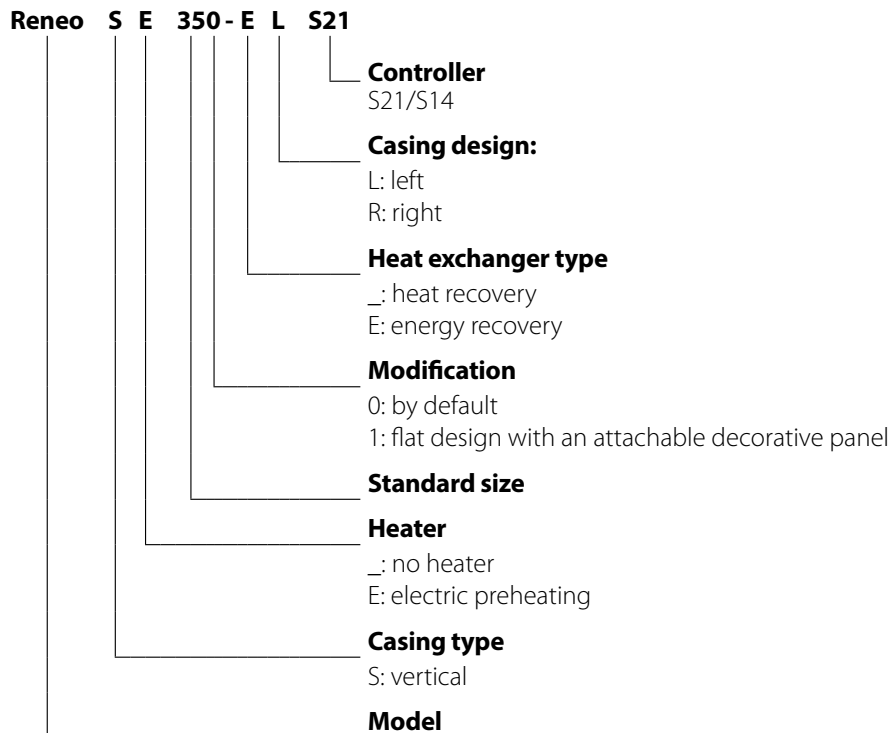 Reneo S E 350 - E L S21
Controller
S21/S14
Casing design:
L: left
R: right
Heat exchanger type
_: heat recovery
E: energy recovery
Modification
0: by default
1: flat design with an attachable decorative panel
Standard size
Heater
_: no heater
E: electric preheating
Casing type
S: vertical
Model